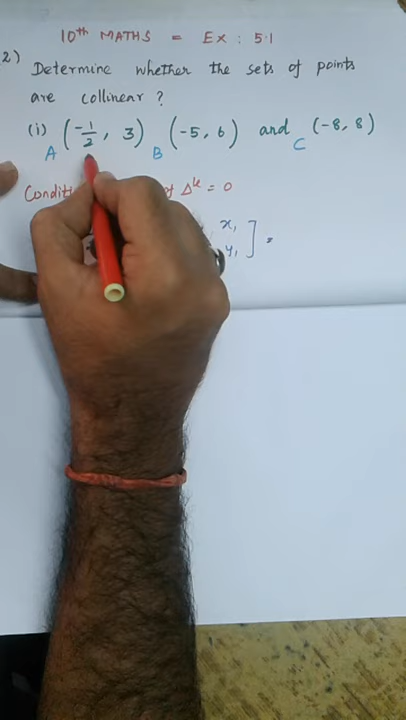 10th MATHS = Ex : 5.1
2) Determine whether the sets of points
are collinear ?
(i) (-1/2, 3) (-5, 6) and (-8, 8)
A B C
of Δle = 0
x1
y1 ] =